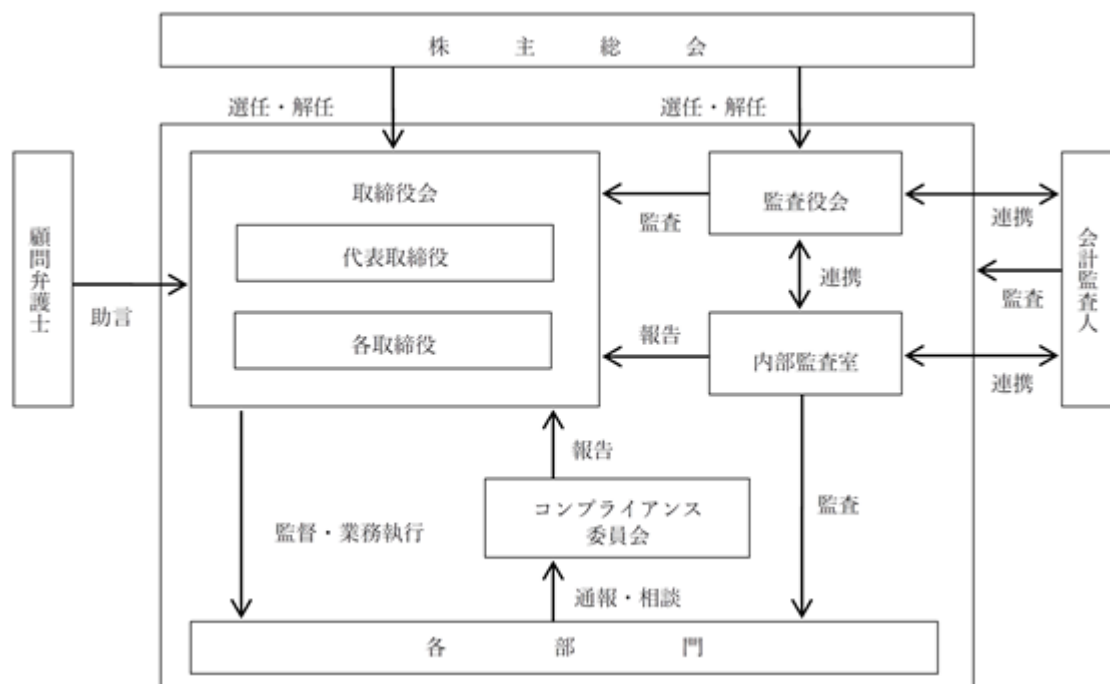 株主総会
選任・解任
選任・解任
取締役会
監査役会
監査
連携
顧問弁護士
代表取締役
会計監査人
連携
監査
助言
各取締役
報告
内部監査室
連携
報告
コンプライアンス
委員会
監査
監督・業務執行
通報・相談
各部門